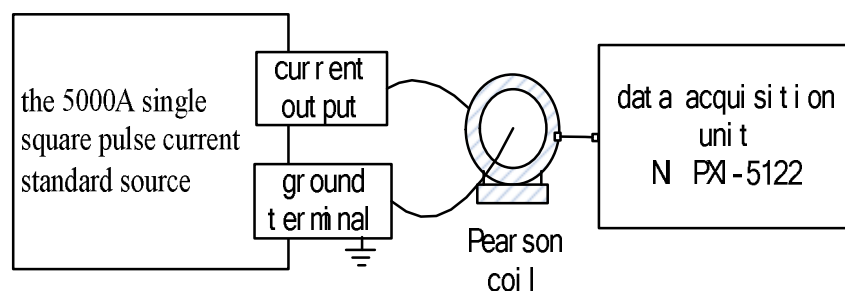 the 5000A single
square pulse current
standard source
current
output
ground
terminal
Pearson
coil
data acquisition
unit
NI PXI-5122